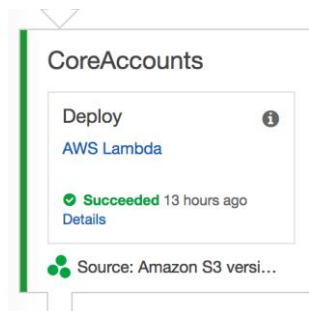 CoreAccounts
Deploy
AWS Lambda
Succeeded 13 hours ago
Details
Source: Amazon S3 versi...